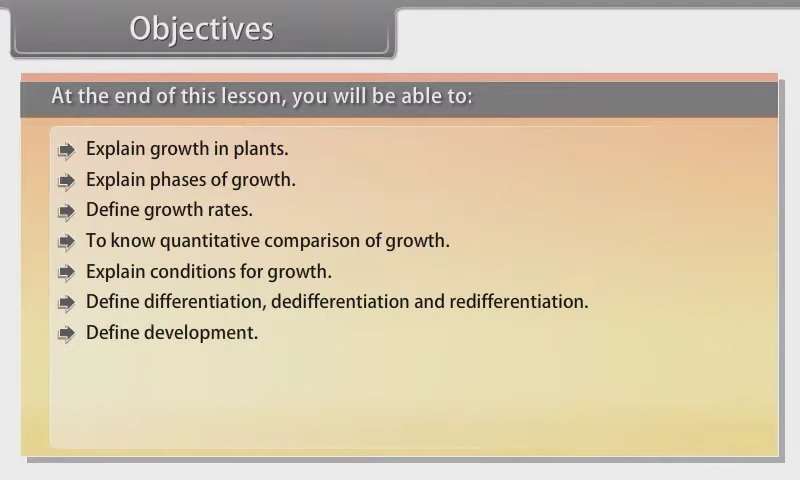 Objectives
At the end of this lesson, you will be able to:
Explain growth in plants.
Explain phases of growth.
Define growth rates.
To know quantitative comparison of growth.
Explain conditions for growth.
Define differentiation, dedifferentiation and redifferentiation.
Define development.